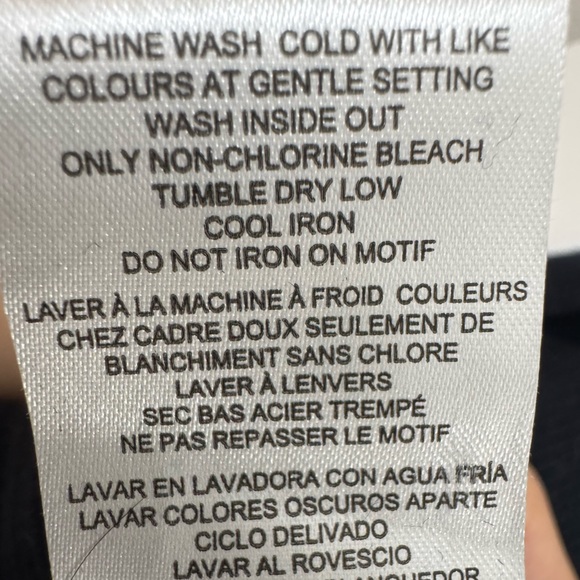 MACHINE WASH COLD WITH LIKE
COLOURS AT GENTLE SETTING
WASH INSIDE OUT
ONLY NON-CHLORINE BLEACH
TUMBLE DRY LOW
COOL IRON
DO NOT IRON ON MOTIF
LAVER À LA MACHINE À FROID COULEURS
CHEZ CADRE DOUX SEULEMENT DE
BLANCHIMENT SANS CHLORE
LAVER À LENVERS
SEC BAS ACIER TREMPÉ
NE PAS REPASSER LE MOTIF
LAVAR EN LAVADORA CON AGUA FRÍA
LAVAR COLORES OSCUROS APARTE
CICLO DELIVADO
LAVAR AL ROVESCIO